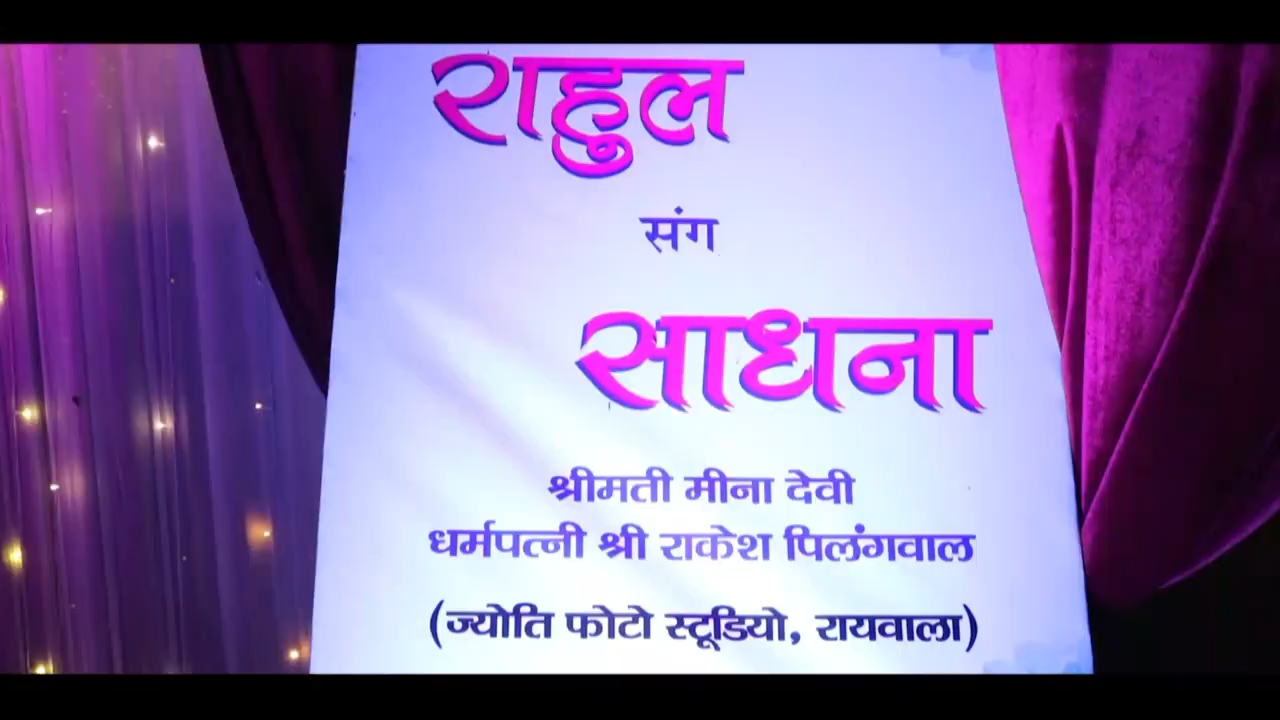 राहुल
संग
साधना
श्रीमती मीना देवी
धर्मपत्नी श्री राकेश पिलंगवाल
(ज्योति फोटो स्टूडियो, रायवाला)